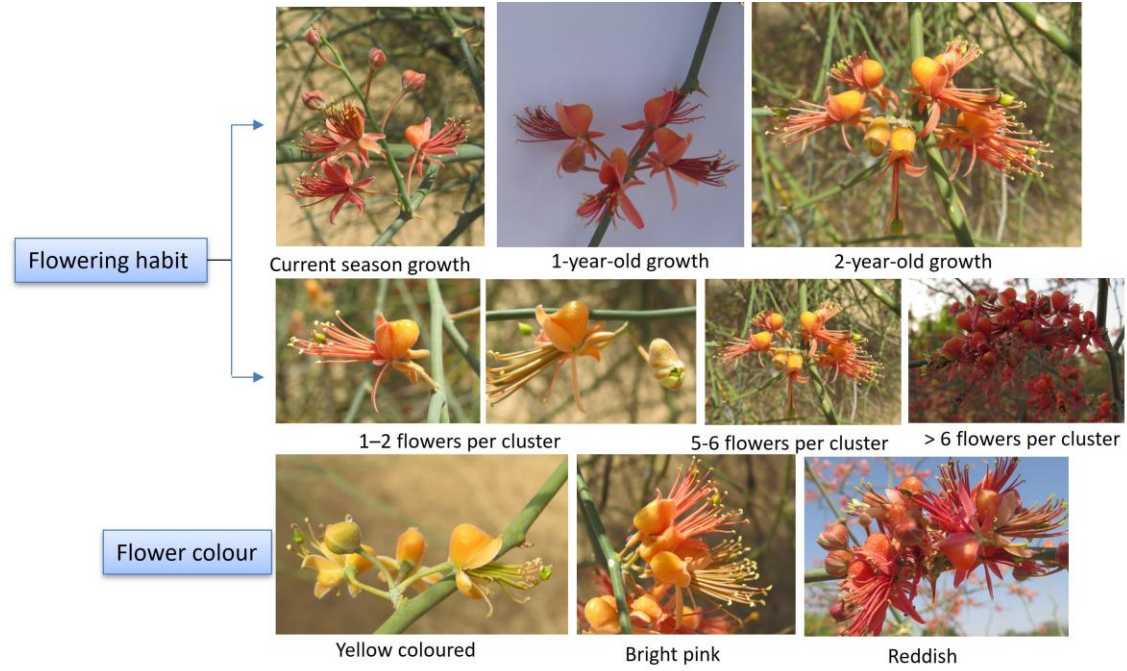 Flowering habit
Current season growth
1-year-old growth
2-year-old growth
1–2 flowers per cluster
5-6 flowers per cluster
> 6 flowers per cluster
Flower colour
Yellow coloured
Bright pink
Reddish